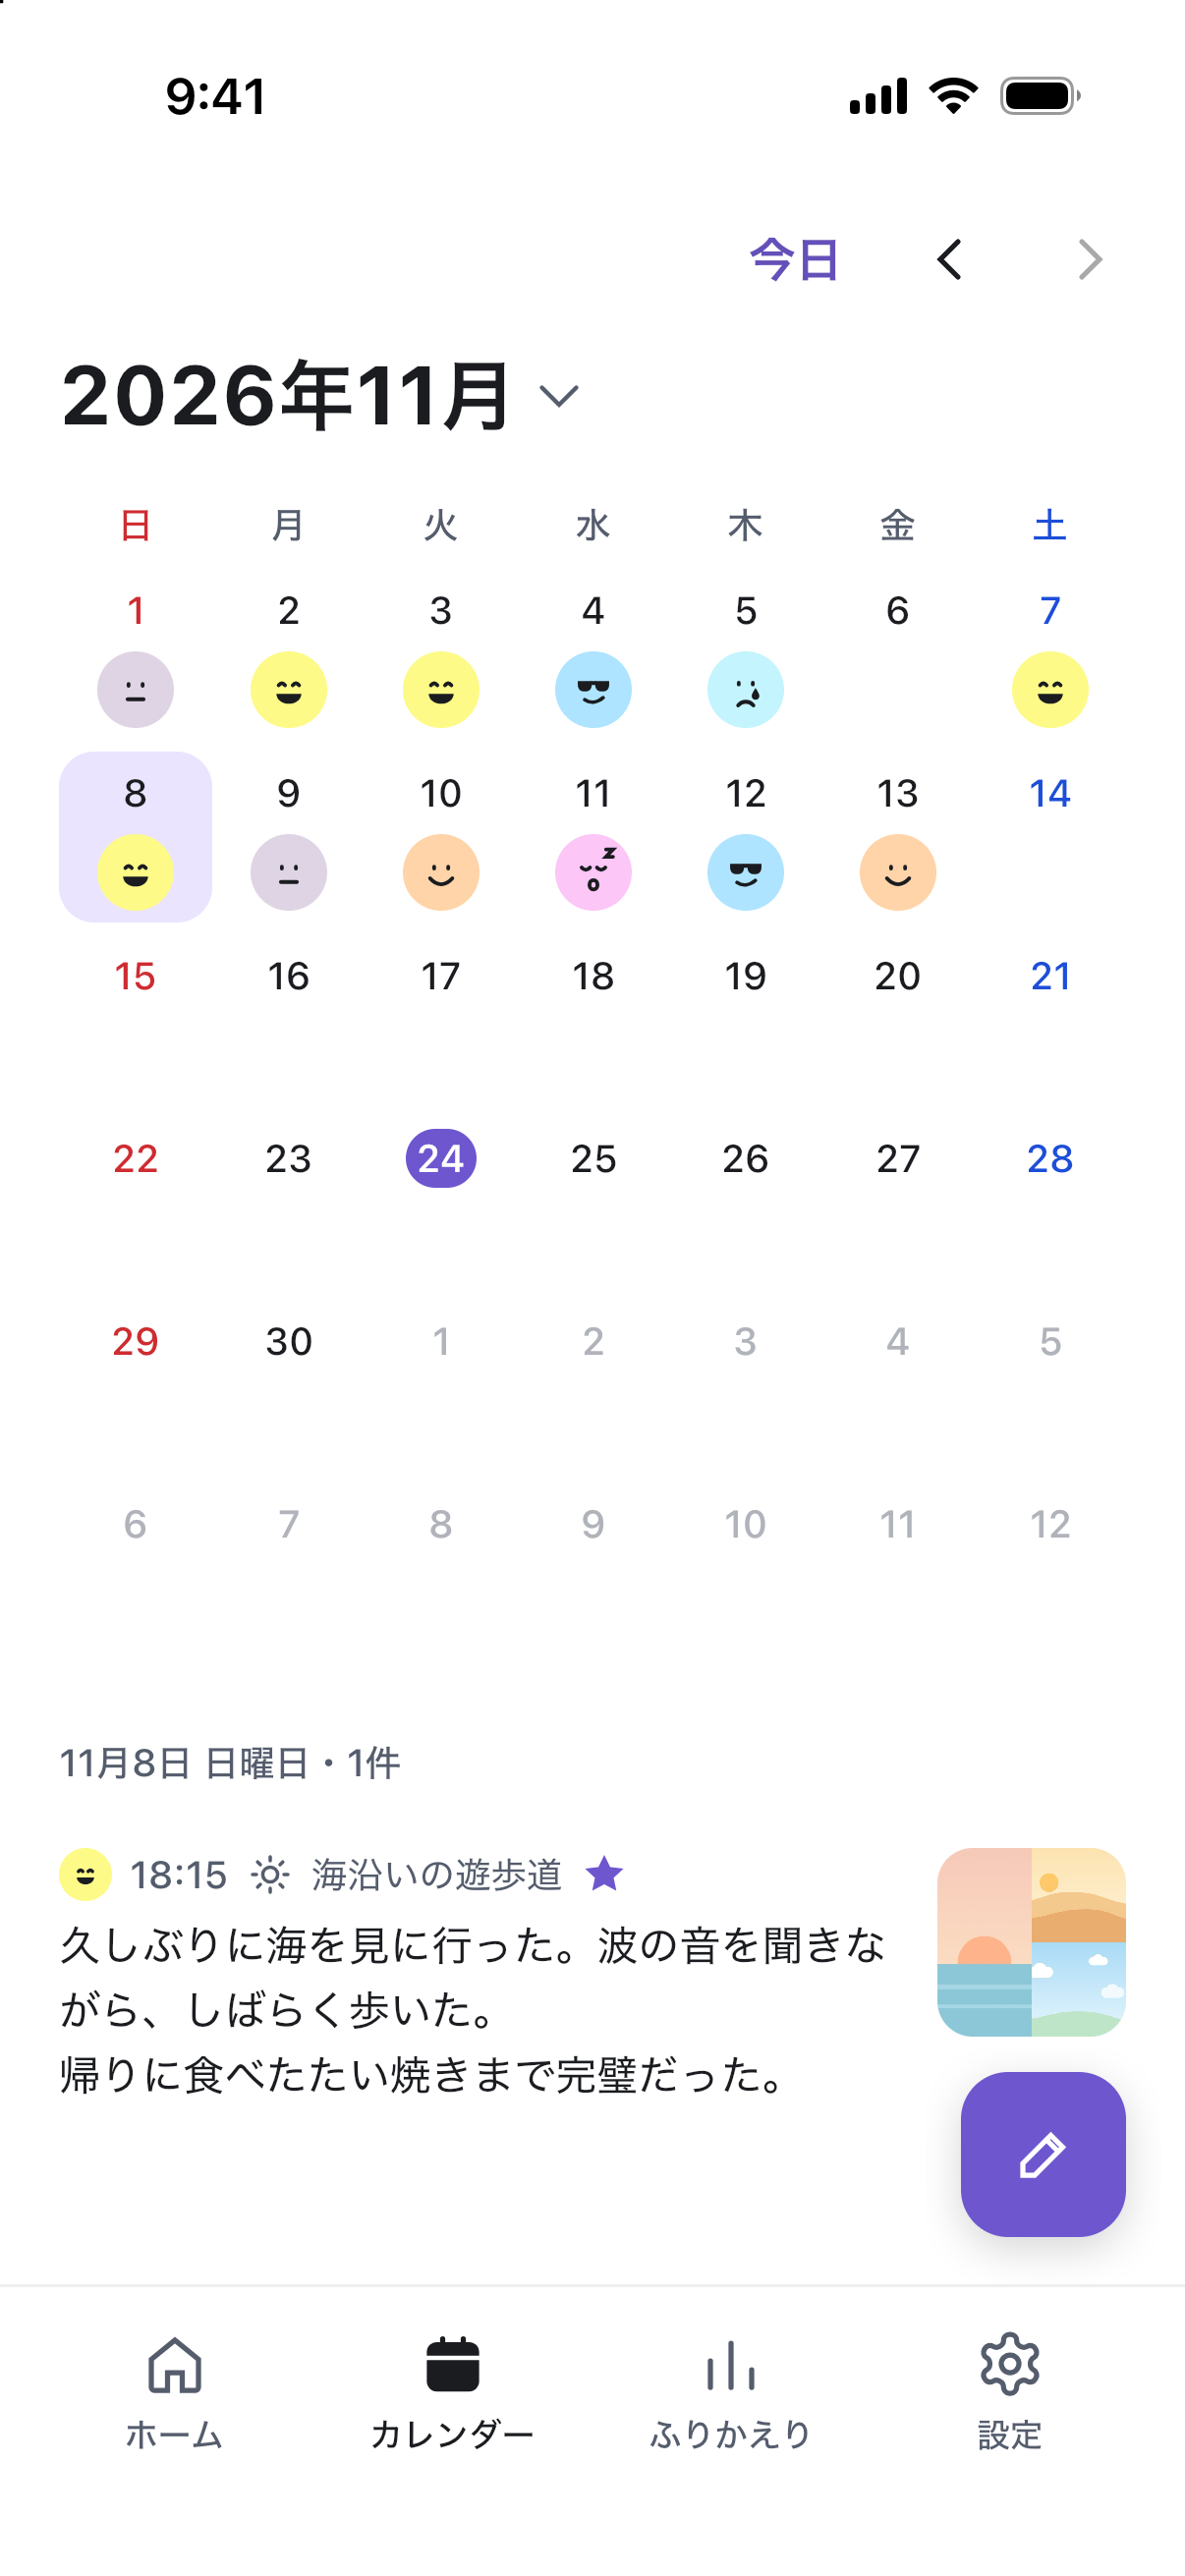 9:41
今日
2026年11月
日 月 火 水 木 金 土
1 2 3 4 5 6 7
8 9 10 11 12 13 14
15 16 17 18 19 20 21
22 23 24 25 26 27 28
29 30 1 2 3 4 5
6 7 8 9 10 11 12
11月8日 日曜日・1件
18:15 海沿いの遊歩道
久しぶりに海を見に行った。波の音を聞きな
がら、しばらく歩いた。
帰りに食べたたい焼きまで完璧だった。
ホーム カレンダー ふりかえり 設定